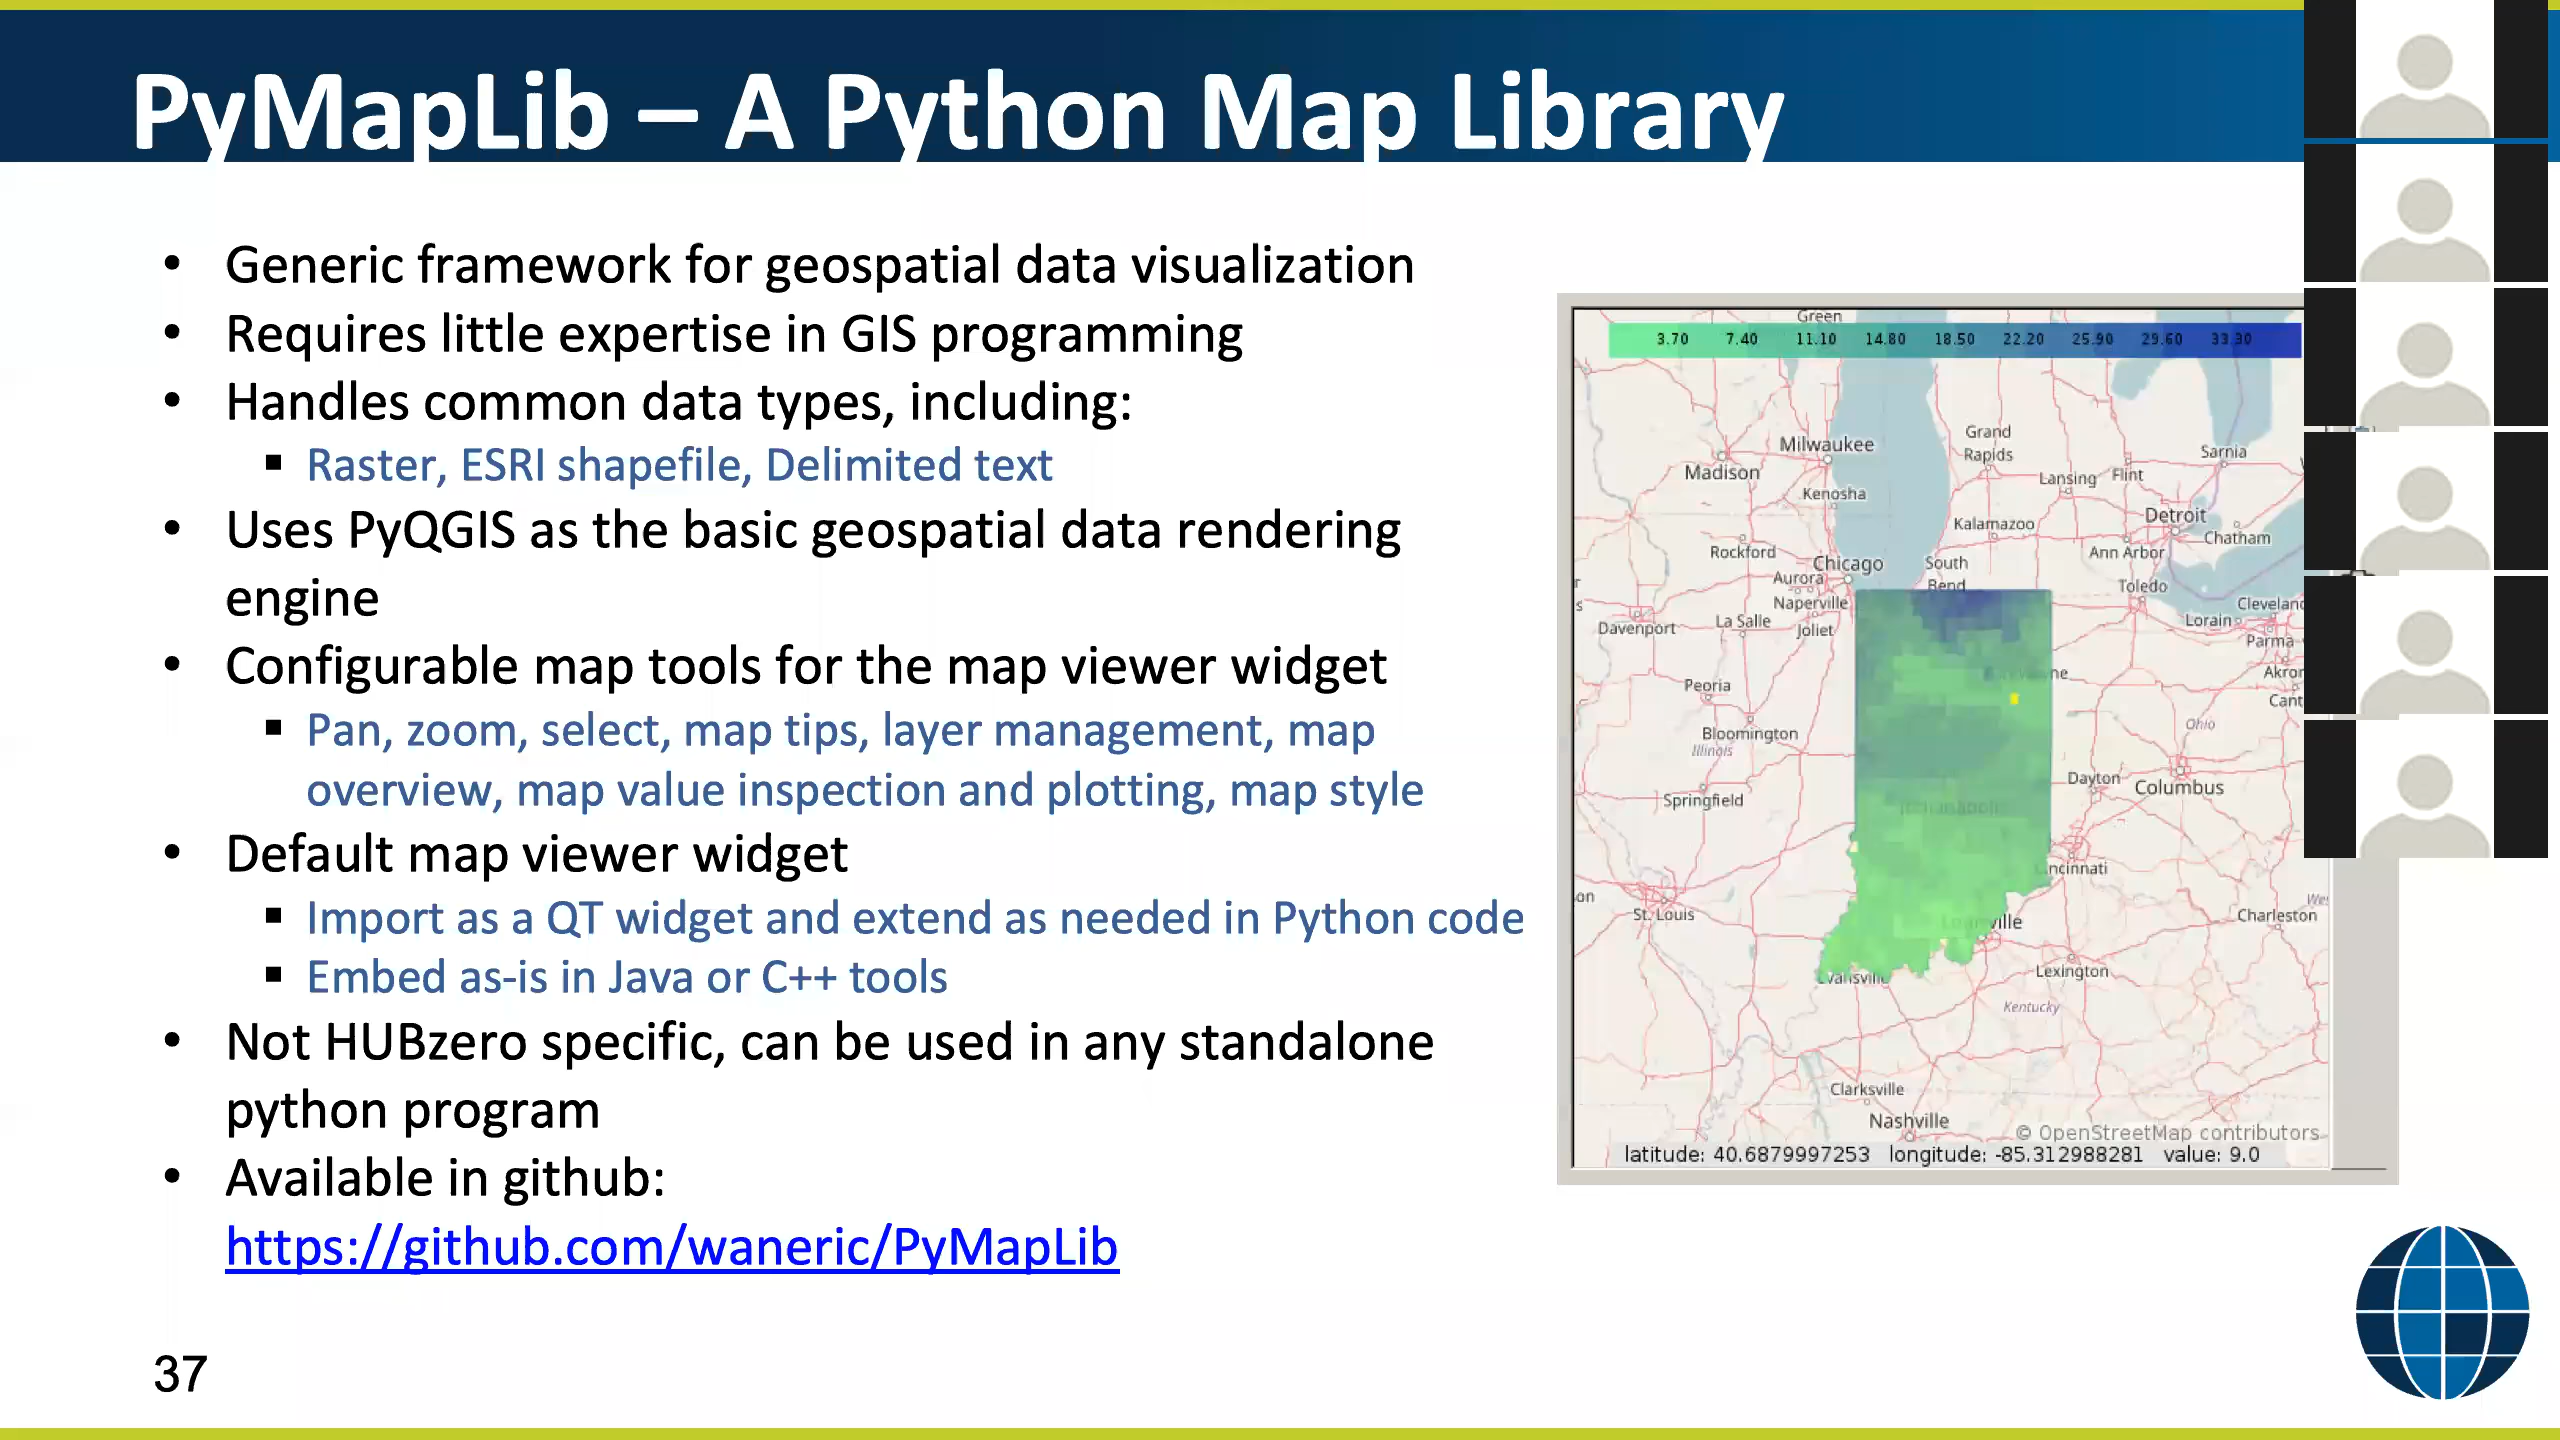 PyMapLib – A Python Map Library
• Generic framework for geospatial data visualization
• Requires little expertise in GIS programming
• Handles common data types, including:
▪ Raster, ESRI shapefile, Delimited text
• Uses PyQGIS as the basic geospatial data rendering
engine
• Configurable map tools for the map viewer widget
▪ Pan, zoom, select, map tips, layer management, map
overview, map value inspection and plotting, map style
• Default map viewer widget
▪ Import as a QT widget and extend as needed in Python code
▪ Embed as-is in Java or C++ tools
• Not HUBzero specific, can be used in any standalone
python program
• Available in github:
https://github.com/waneric/PyMapLib
37
Green
3.70 7.40 11.10 14.80 18.50 22.20 25.90 29.60 33.30
Milwaukee
Grand
Rapids
Sarnia
Madison
Lansing
Flint
Kenosha
Detroit
Kalamazoo
Chatham
Rockford
Ann Arbor
Chicago
South
Bend
Aurora
Toledo
Naperville
Cleveland
La Salle
Joliet
Davenport
Lorain
Parma
Akron
Peoria
Cant
Ohio
Bloomington
Illinois
Dayton
Columbus
Springfield
Indianapolis
Cincinnati
St. Louis
Charleston
Louisville
Lexington
Evansville
Kentucky
Clarksville
Nashville
© OpenStreetMap contributors
latitude: 40.6879997253 longitude: -85.312988281 value: 9.0